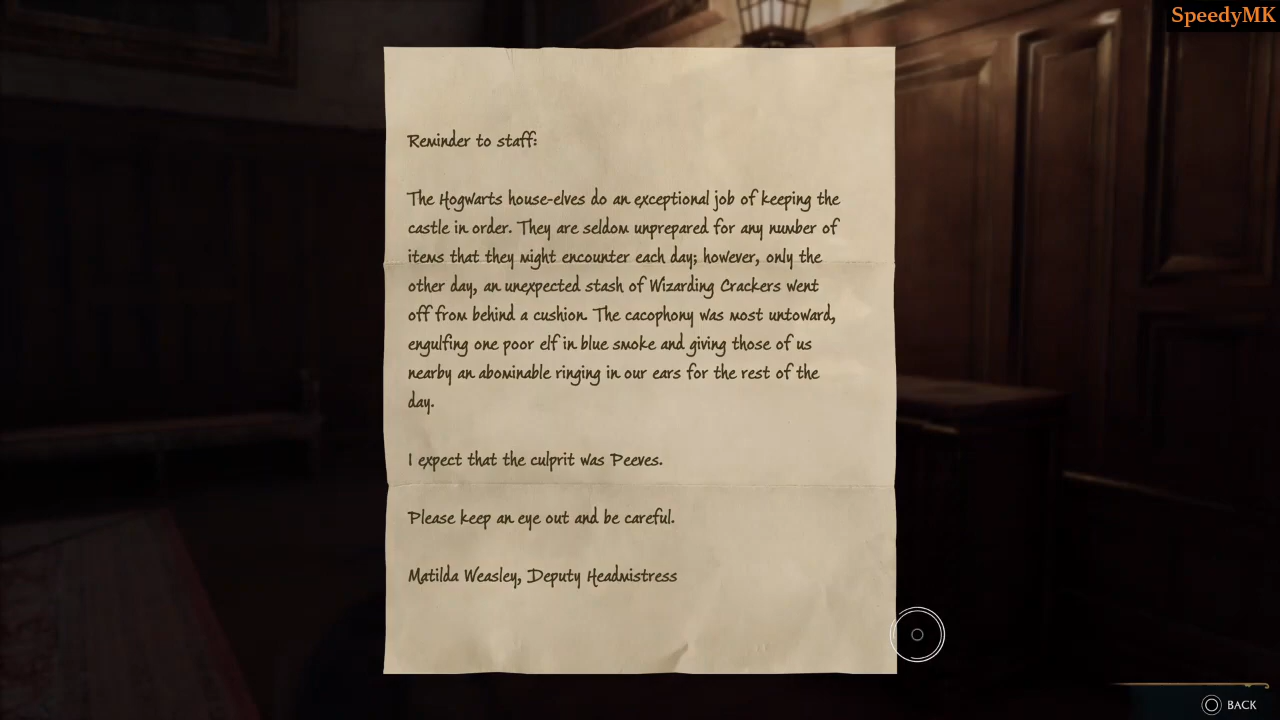 SpeedyMK
Reminder to staff:
The Hogwarts house-elves do an exceptional job of keeping the
castle in order. They are seldom unprepared for any number of
items that they might encounter each day; however, only the
other day, an unexpected stash of Wizarding Crackers went
off from behind a cushion. The cacophony was most untoward,
engulfing one poor elf in blue smoke and giving those of us
nearby an abominable ringing in our ears for the rest of the
day.
I expect that the culprit was Peeves.
Please keep an eye out and be careful.
Matilda Weasley, Deputy Headmistress
BACK